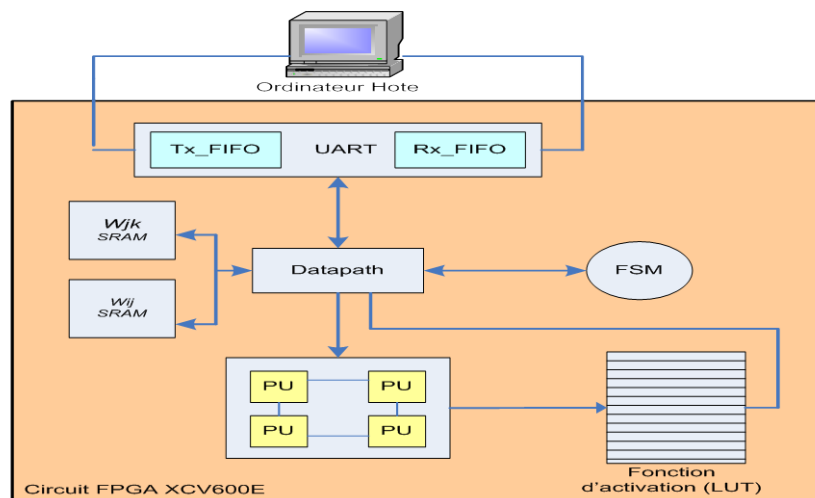 Ordinateur Hote
Tx_FIFO UART Rx_FIFO
Wjk
SRAM
Datapath
FSM
Wij
SRAM
PU PU
PU PU
Fonction
d'activation (LUT)
Circuit FPGA XCV600E